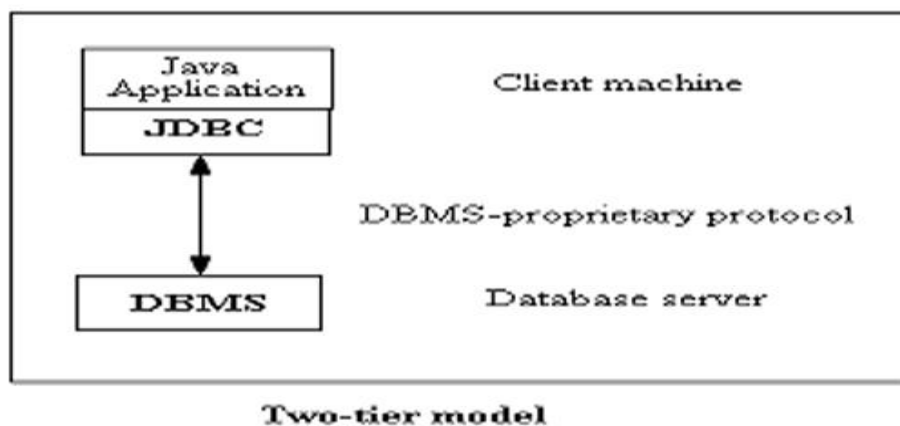 Java
Application
Client machine
JDBC
DBMS-proprietary protocol
DBMS
Database server
Two-tier model